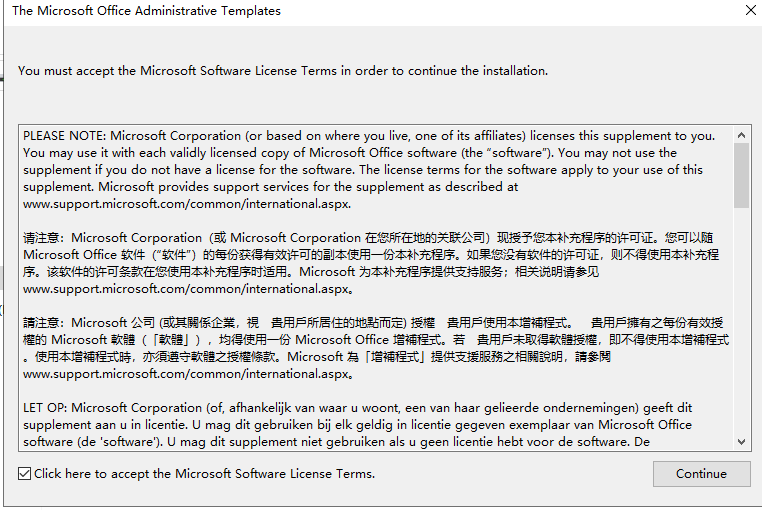 The Microsoft Office Administrative Templates
You must accept the Microsoft Software License Terms in order to continue the installation.
PLEASE NOTE: Microsoft Corporation (or based on where you live, one of its affiliates) licenses this supplement to you.
You may use it with each validly licensed copy of Microsoft Office software (the “software”). You may not use the
supplement if you do not have a license for the software. The license terms for the software apply to your use of this
supplement. Microsoft provides support services for the supplement as described at
www.support.microsoft.com/common/international.aspx.
请注意：Microsoft Corporation（或 Microsoft Corporation 在您所在地的关联公司）现授予您本补充程序的许可证。您可以随
Microsoft Office 软件（“软件”）的每份获得有效许可的副本使用一份本补充程序。如果您没有软件的许可证，则不得使用本补充程
序。该软件的许可条款在您使用本补充程序时适用。Microsoft 为本补充程序提供支持服务；相关说明请参见
www.support.microsoft.com/common/international.aspx。
請注意：Microsoft 公司 (或其關係企業，視　貴用戶所居住的地點而定) 授權　貴用戶使用本增補程式。　貴用戶擁有之每份有效授
權的 Microsoft 軟體（「軟體」），均得使用一份 Microsoft Office 增補程式。若　貴用戶未取得軟體授權，即不得使用本增補程式
。使用本增補程式時，亦須遵守軟體之授權條款。Microsoft 為「增補程式」提供支援服務之相關說明，請參閱
www.support.microsoft.com/common/international.aspx。
LET OP: Microsoft Corporation (of, afhankelijk van waar u woont, een van haar gelieerde ondernemingen) geeft dit
supplement aan u in licentie. U mag dit gebruiken bij elk geldig in licentie gegeven exemplaar van Microsoft Office
software (de 'software'). U mag dit supplement niet gebruiken als u geen licentie hebt voor de software. De
Click here to accept the Microsoft Software License Terms.
Continue